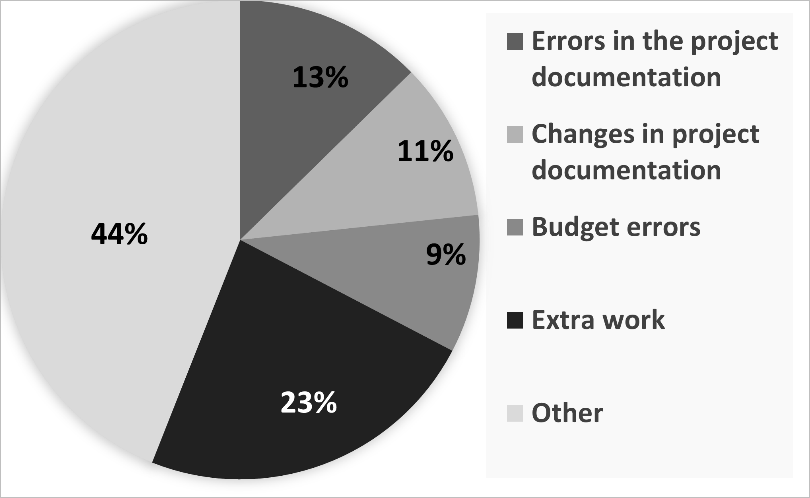 13%
11%
9%
23%
44%
Errors in the project
documentation
Changes in project
documentation
Budget errors
Extra work
Other